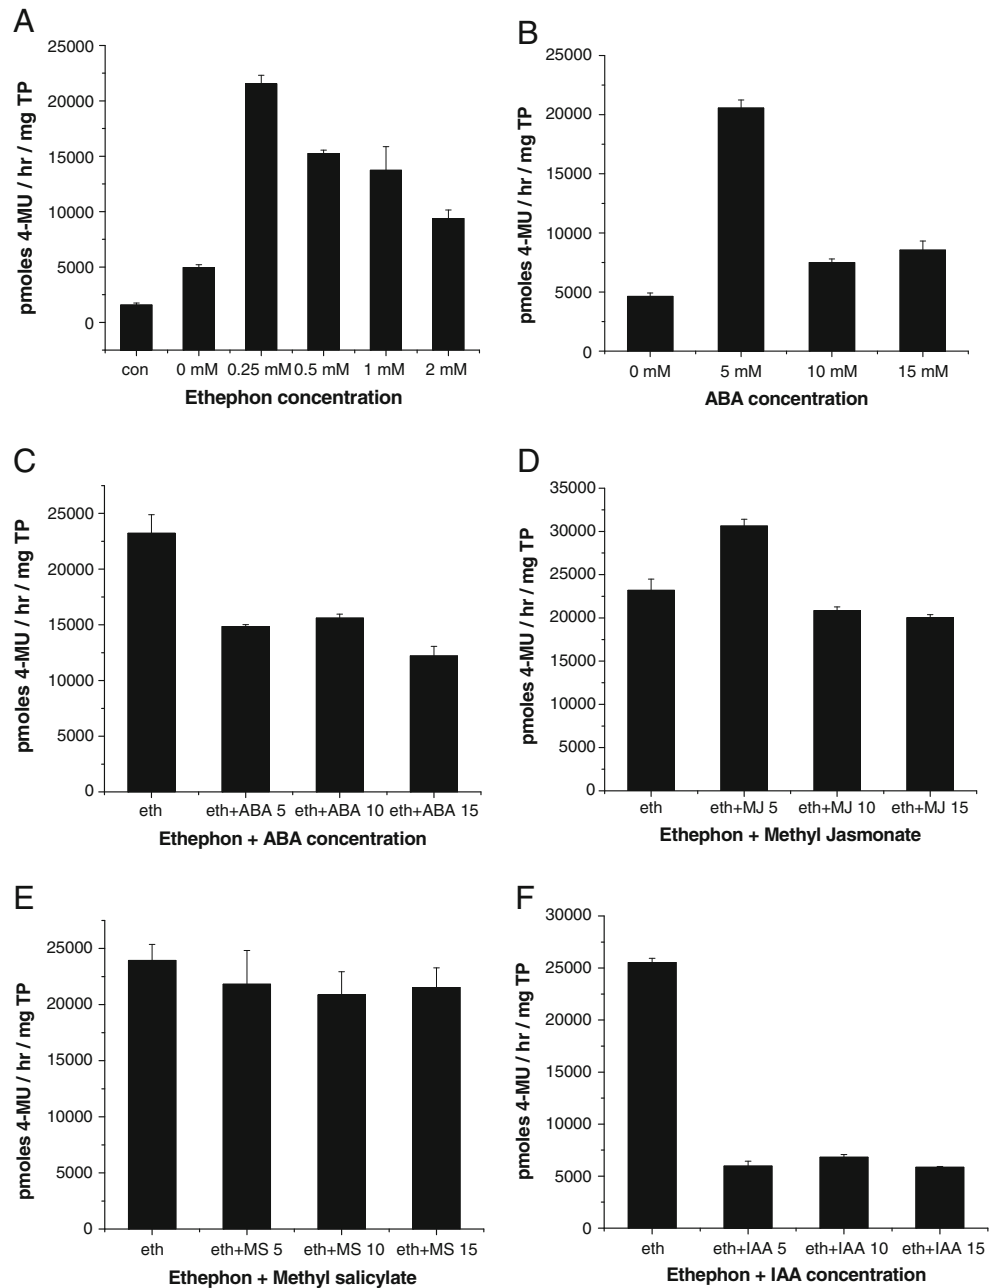 A
pmoles 4-MU / hr / mg TP
25000
20000
15000
10000
5000
0
con 0 mM 0.25 mM 0.5 mM 1 mM 2 mM
Ethephon concentration
B
pmoles 4-MU / hr / mg TP
25000
20000
15000
10000
5000
0
0 mM 5 mM 10 mM 15 mM
ABA concentration
C
pmoles 4-MU / hr / mg TP
25000
20000
15000
10000
5000
0
eth eth+ABA 5 eth+ABA 10 eth+ABA 15
Ethephon + ABA concentration
D
pmoles 4-MU / hr / mg TP
35000
30000
25000
20000
15000
10000
5000
0
eth eth+MJ 5 eth+MJ 10 eth+MJ 15
Ethephon + Methyl Jasmonate
E
pmoles 4-MU / hr / mg TP
25000
20000
15000
10000
5000
0
eth eth+MS 5 eth+MS 10 eth+MS 15
Ethephon + Methyl salicylate
F
pmoles 4-MU / hr / mg TP
30000
25000
20000
15000
10000
5000
0
eth eth+IAA 5 eth+IAA 10 eth+IAA 15
Ethephon + IAA concentration